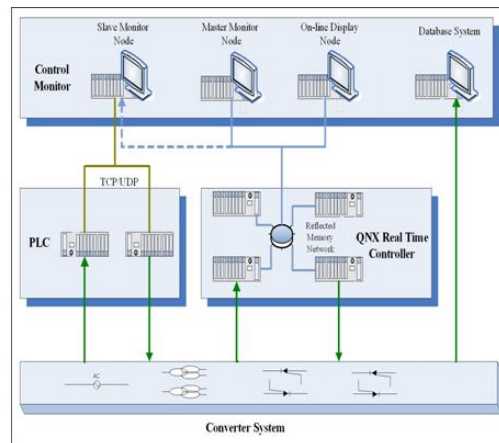 Slave Monitor
Node
Master Monitor
Node
On-line Display
Node
Database System
Control
Monitor
TCP/UDP
PLC
Reflected
Memory
Network
QNX Real Time
Controller
AC
Converter System